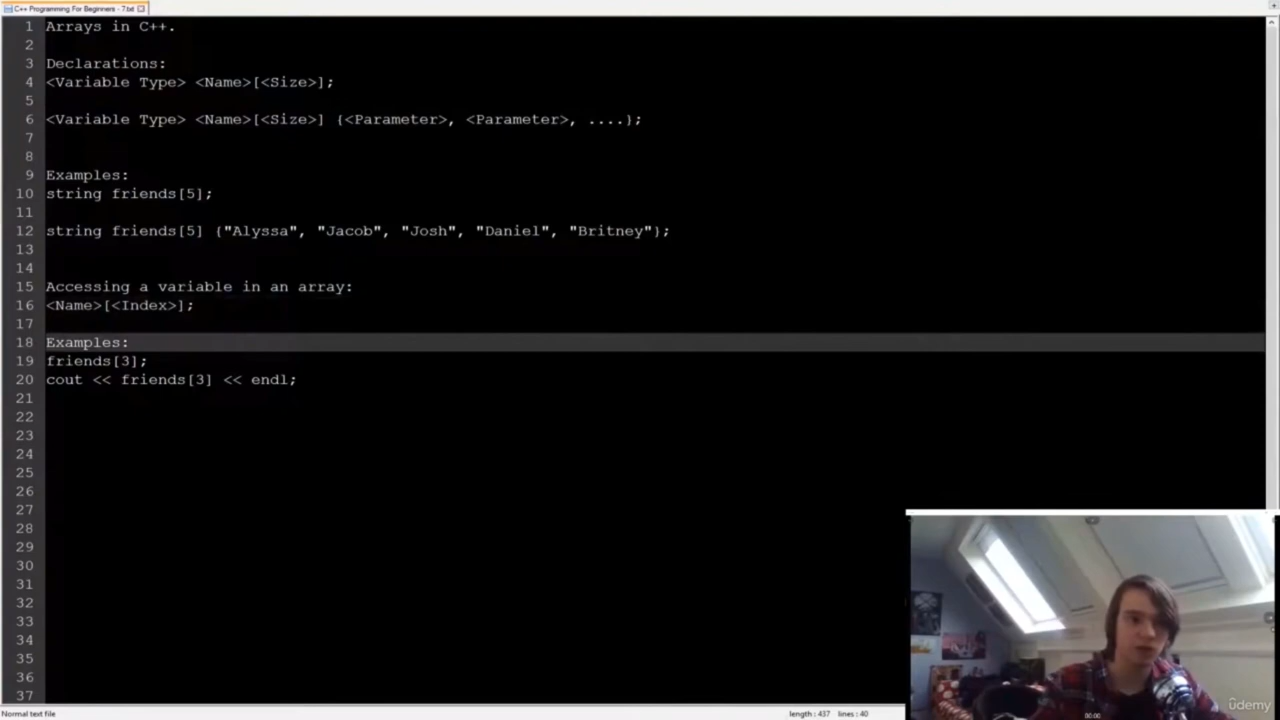 C++ Programming For Beginners - 7.txt
1 Arrays in C++.
2
3 Declarations:
4 <Variable Type> <Name>[<Size>];
5
6 <Variable Type> <Name>[<Size>] {<Parameter>, <Parameter>, ....};
7
8
9 Examples:
10 string friends[5];
11
12 string friends[5] {"Alyssa", "Jacob", "Josh", "Daniel", "Britney"};
13
14
15 Accessing a variable in an array:
16 <Name>[<Index>];
17
18 Examples:
19 friends[3];
20 cout << friends[3] << endl;
21
22
23
24
25
26
27
28
29
30
31
32
33
34
35
36
37
00:00
udemy
Normal text file length : 437 lines : 40